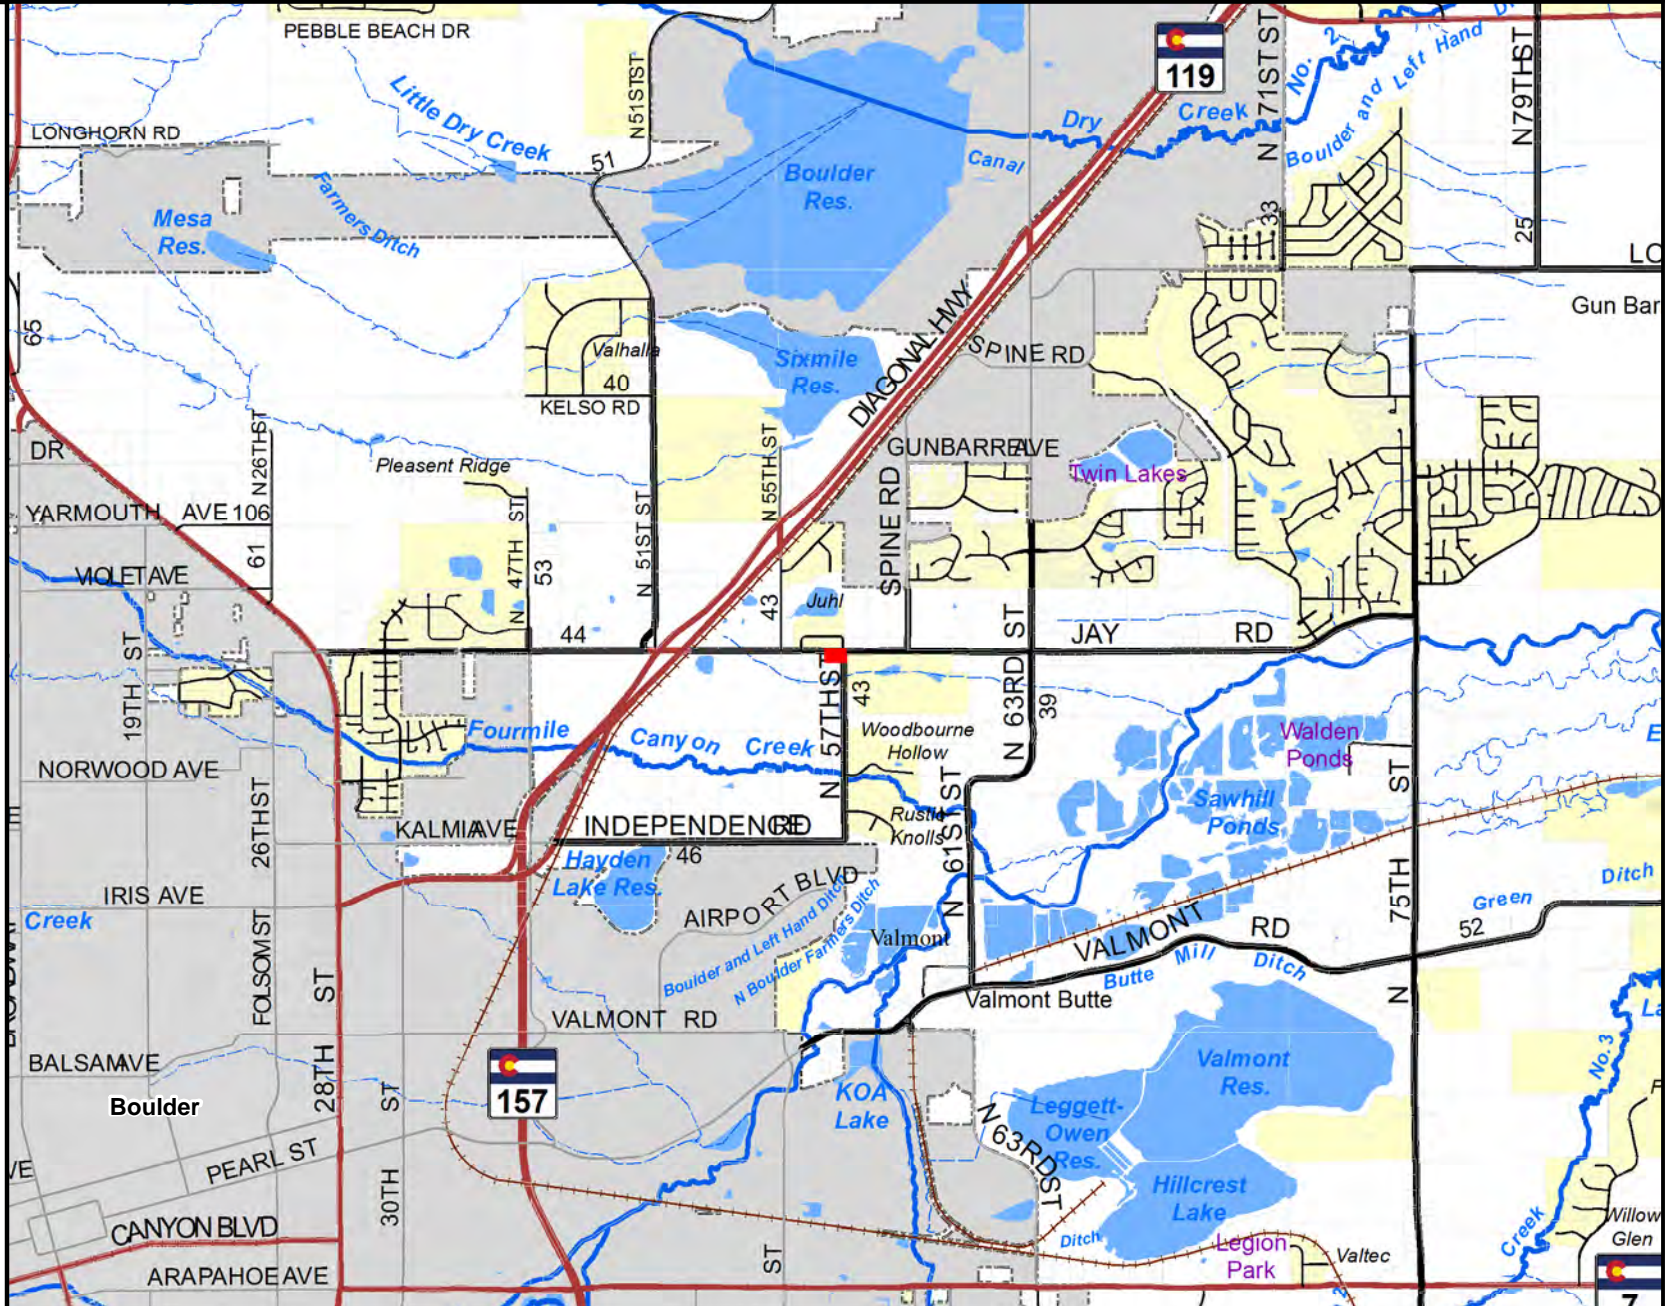 PEBBLE BEACH DR
119
No. 2
Boulder and Left Hand D
N 71ST ST
N 79TH ST
N 51ST ST
LONGHORN RD
Little Dry Creek
51
Dry Creek
Canal
Boulder
Res.
Farmers Ditch
Mesa
Res.
33
25
LO
Gun Bar
65
Valhalla
40
KELSO RD
Sixmile
Res.
DIAGONAL HWY
SPINE RD
DR
N 26TH ST
Pleasent Ridge
N 55TH ST
GUNBARREAVE
Twin Lakes
YARMOUTH AVE 106
61
N 47TH ST
53
N 51ST ST
SPINE RD
VIOLET AVE
43
Juhl
N 63RD ST
19TH ST
44
JAY RD
N 57TH ST
43
39
Fourmile Canyon Creek
Woodbourne
Hollow
Walden
Ponds
E
NORWOOD AVE
26TH ST
N 61ST ST
N 75TH ST
Sawhill
Ponds
KALMIA AVE
INDEPENDENCE RD
Rustic
Knolls
46
Hayden
Lake Res.
IRIS AVE
Creek
AIRPORT BLVD
Boulder and Left Hand Ditch
N Boulder Farmers Ditch
Valmont
VALMONT RD
Green Ditch
52
FOLSOM ST
28TH ST
Butte Mill Ditch
Valmont Butte
VALMONT RD
BALSAM AVE
Boulder
157
30TH ST
KOA
Lake
Valmont
Res.
Leggett-
Owen
Res.
N 63RD ST
No. 3
La
F
PEARL ST
VE
Hillcrest
Lake
CANYON BLVD
ARAPAHOE AVE
ST
Ditch
Legion
Park
Valtec
Creek
Willow
Glen
7